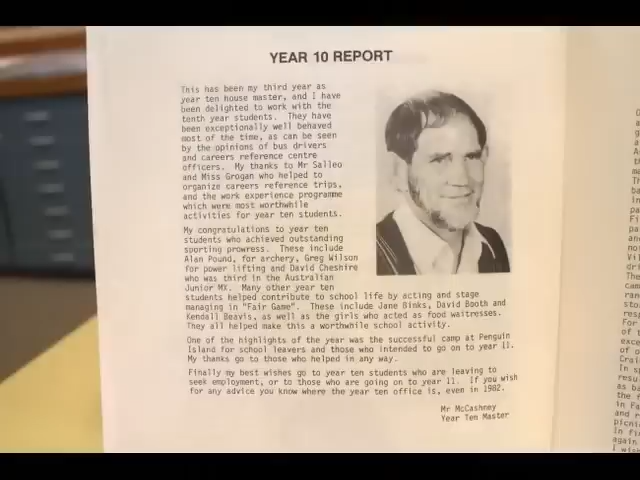 YEAR 10 REPORT
This has been my third year as
year ten house master, and I have
been delighted to work with the
tenth year students. They have
been exceptionally well behaved
most of the time, as can be seen
by the opinions of bus drivers
and careers reference centre
officers. My thanks to Mr Salleo
and Miss Grogan who helped to
organize careers reference trips,
and the work experience programme
which were most worthwhile
activities for year ten students.
My congratulations to year ten
students who achieved outstanding
sporting prowess. These include
Alan Pound, for archery, Greg Wilson
for power lifting and David Cheshire
who was third in the Australian
Junior MX. Many other year ten
students helped contribute to school life by acting and stage
managing in "Fair Game". These include Jane Binks, David Booth and
Kendall Beavis, as well as the girls who acted as food waitresses.
They all helped make this a worthwhile school activity.
One of the highlights of the year was the successful camp at Penguin
Island for school leavers and those who intended to go on to year 11.
My thanks go to those who helped in any way.
Finally my best wishes go to year ten students who are leaving to
seek employment, or to those who are going on to year 11. If you wish
for any advice you know where the year ten office is, even in 1982.
Mr McCashney
Year Ten Master